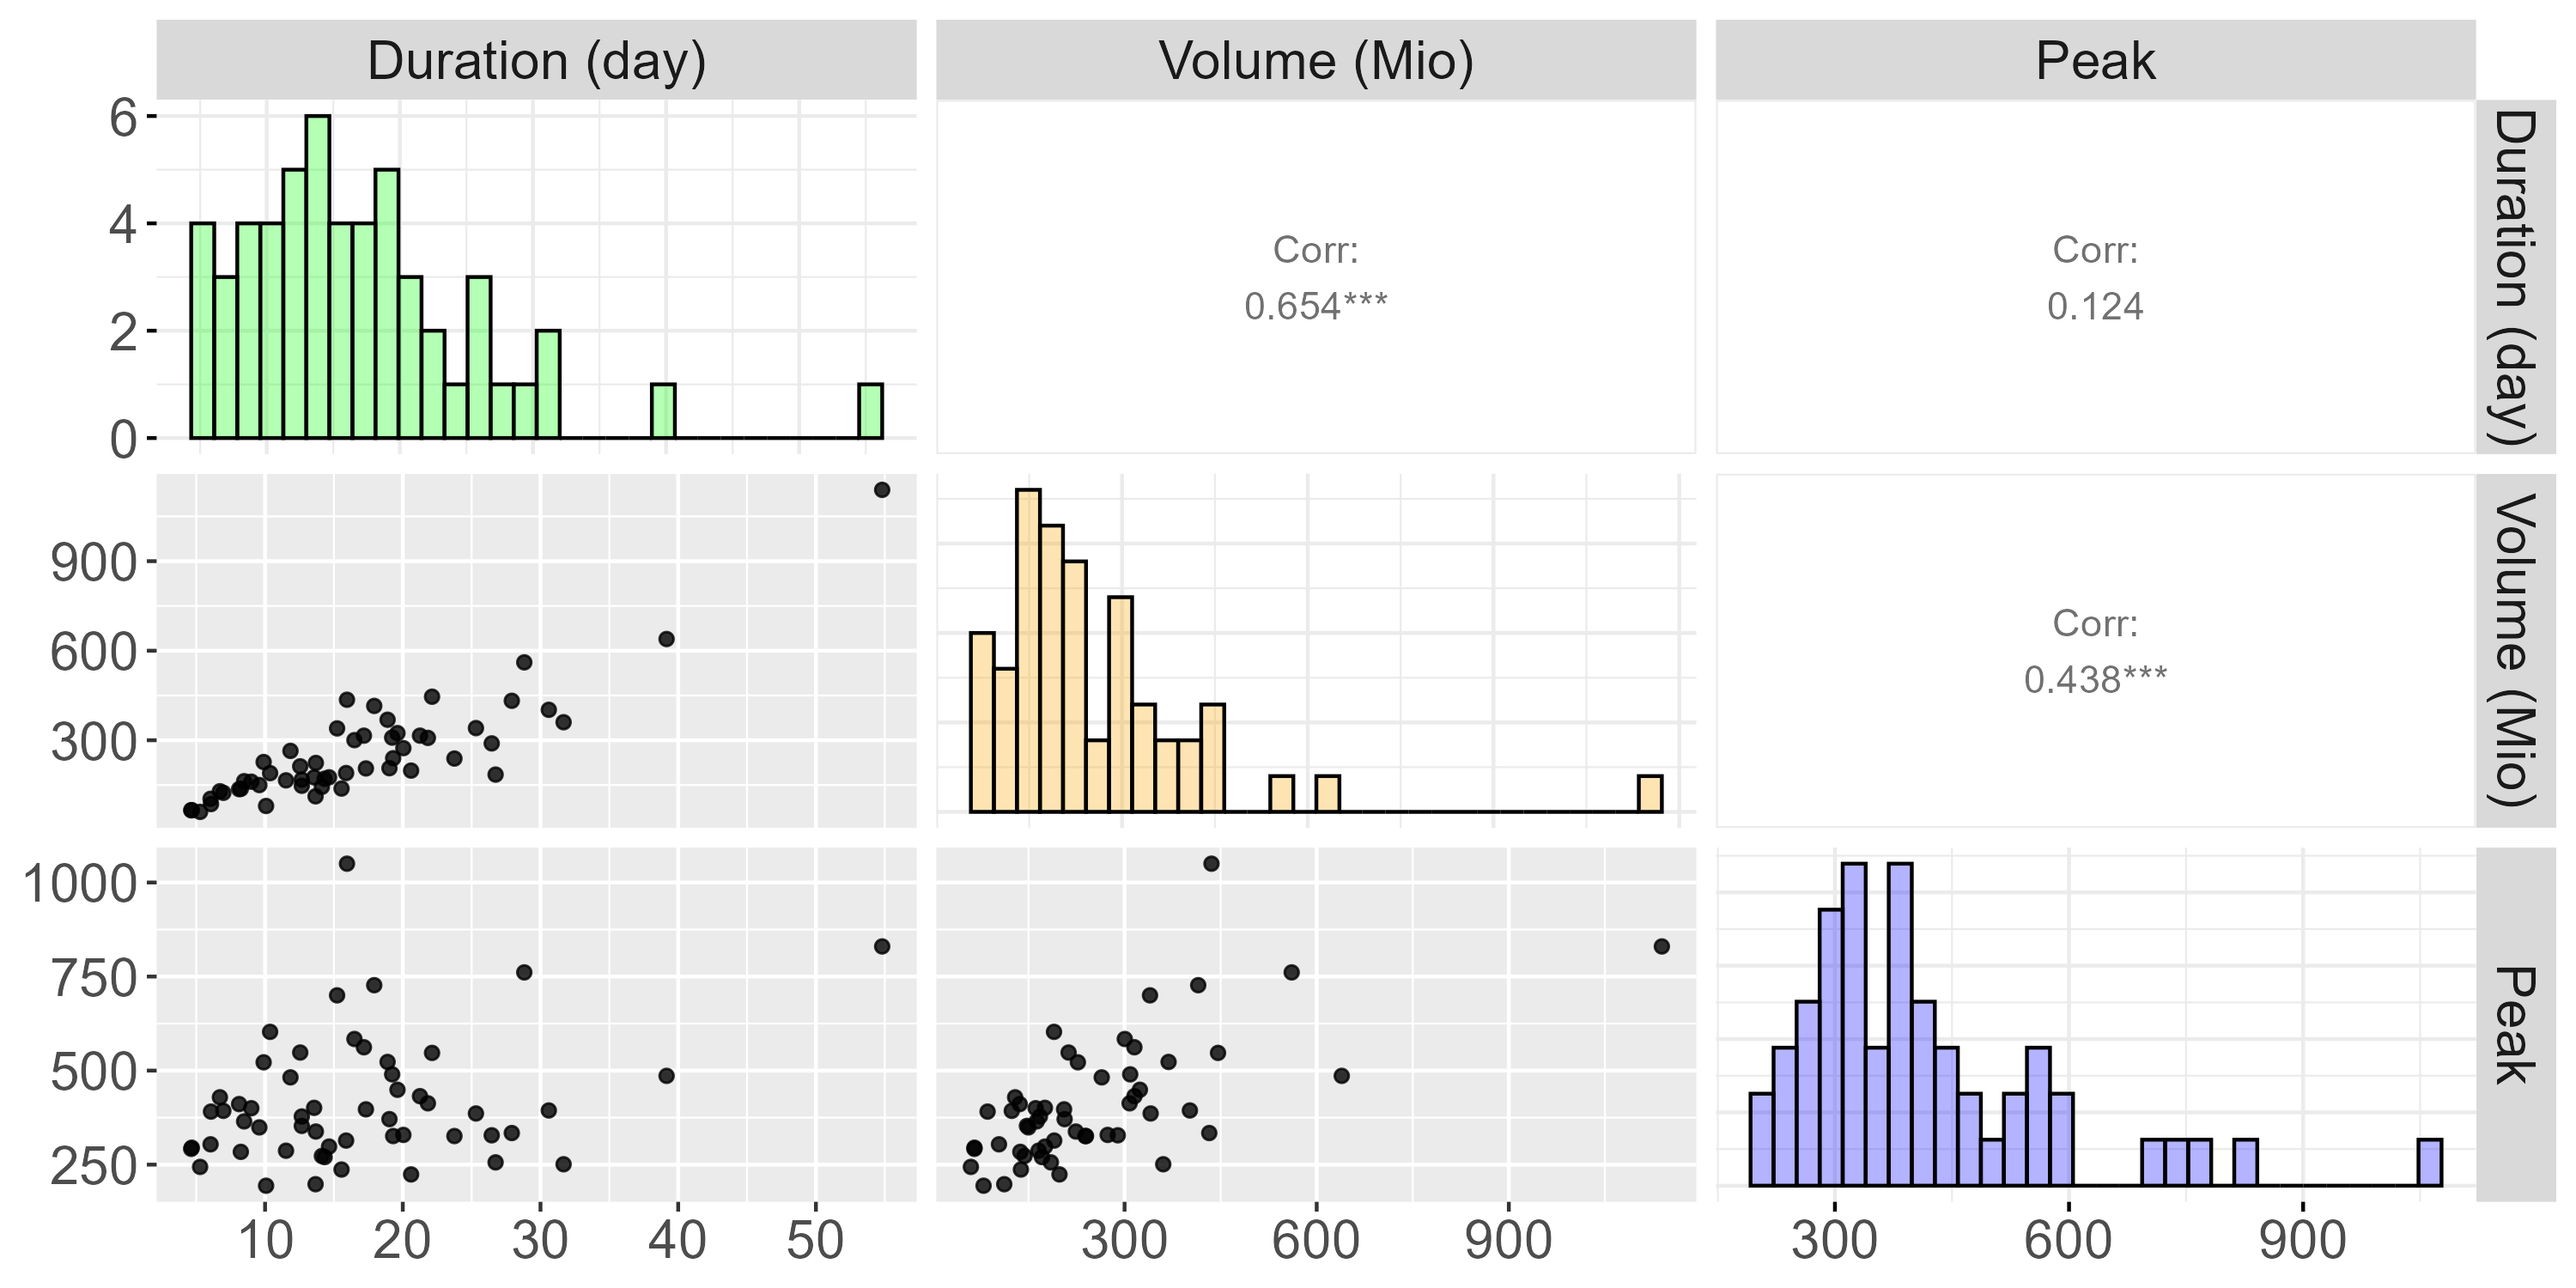 Duration (day)
Volume (Mio)
Peak
6
4
2
0
Corr:
0.654***
Corr:
0.124
Duration (day)
900
600
300
Corr:
0.438***
Volume (Mio)
1000
750
500
250
Peak
10 20 30 40 50
300 600 900
300 600 900